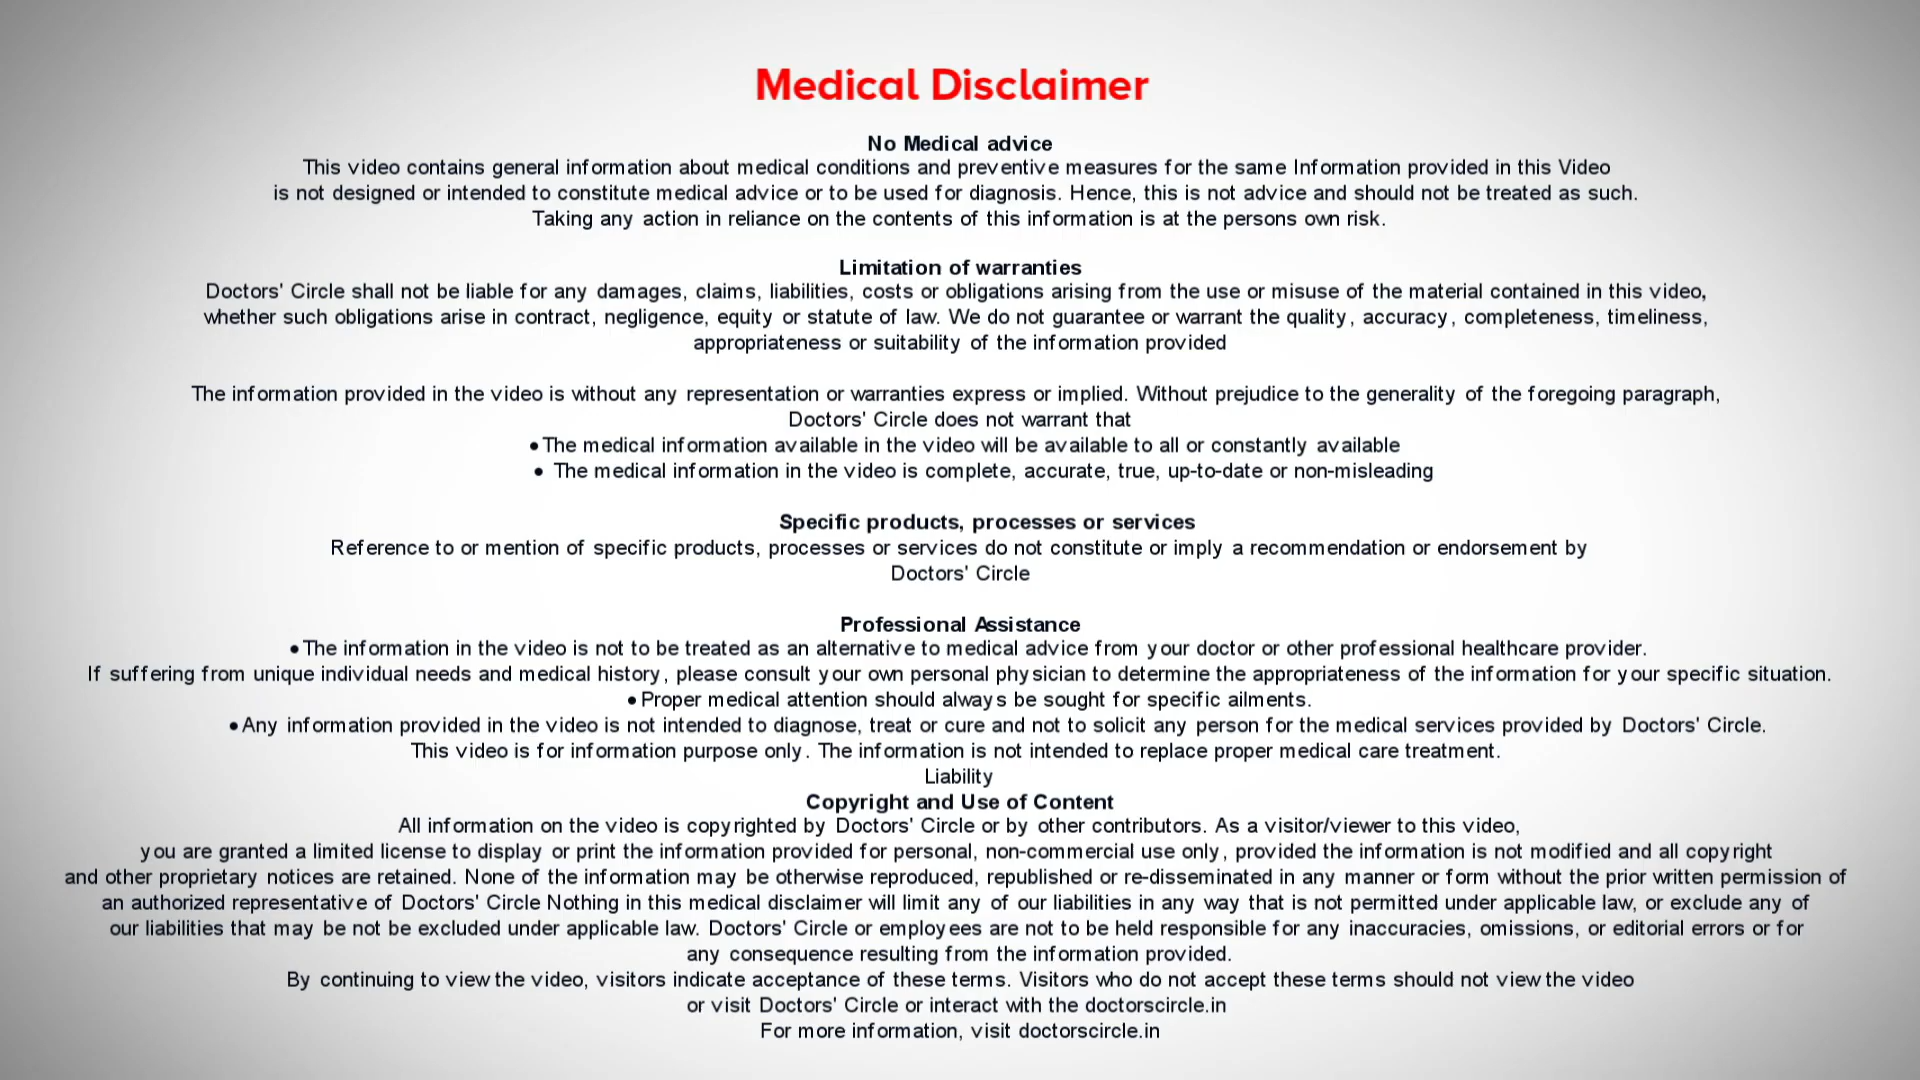 Medical Disclaimer
No Medical advice
This video contains general information about medical conditions and preventive measures for the same Information provided in this Video
is not designed or intended to constitute medical advice or to be used for diagnosis. Hence, this is not advice and should not be treated as such.
Taking any action in reliance on the contents of this information is at the persons own risk.
Limitation of warranties
Doctors' Circle shall not be liable for any damages, claims, liabilities, costs or obligations arising from the use or misuse of the material contained in this video,
whether such obligations arise in contract, negligence, equity or statute of law. We do not guarantee or warrant the quality, accuracy, completeness, timeliness,
appropriateness or suitability of the information provided
The information provided in the video is without any representation or warranties express or implied. Without prejudice to the generality of the foregoing paragraph,
Doctors' Circle does not warrant that
• The medical information available in the video will be available to all or constantly available
• The medical information in the video is complete, accurate, true, up-to-date or non-misleading
Specific products, processes or services
Reference to or mention of specific products, processes or services do not constitute or imply a recommendation or endorsement by
Doctors' Circle
Professional Assistance
• The information in the video is not to be treated as an alternative to medical advice from your doctor or other professional healthcare provider.
If suffering from unique individual needs and medical history, please consult your own personal physician to determine the appropriateness of the information for your specific situation.
• Proper medical attention should always be sought for specific ailments.
• Any information provided in the video is not intended to diagnose, treat or cure and not to solicit any person for the medical services provided by Doctors' Circle.
This video is for information purpose only. The information is not intended to replace proper medical care treatment.
Liability
Copyright and Use of Content
All information on the video is copyrighted by Doctors' Circle or by other contributors. As a visitor/viewer to this video,
you are granted a limited license to display or print the information provided for personal, non-commercial use only, provided the information is not modified and all copyright
and other proprietary notices are retained. None of the information may be otherwise reproduced, republished or re-disseminated in any manner or form without the prior written permission of
an authorized representative of Doctors' Circle Nothing in this medical disclaimer will limit any of our liabilities in any way that is not permitted under applicable law, or exclude any of
our liabilities that may be not be excluded under applicable law. Doctors' Circle or employees are not to be held responsible for any inaccuracies, omissions, or editorial errors or for
any consequence resulting from the information provided.
By continuing to view the video, visitors indicate acceptance of these terms. Visitors who do not accept these terms should not view the video
or visit Doctors' Circle or interact with the doctorscircle.in
For more information, visit doctorscircle.in